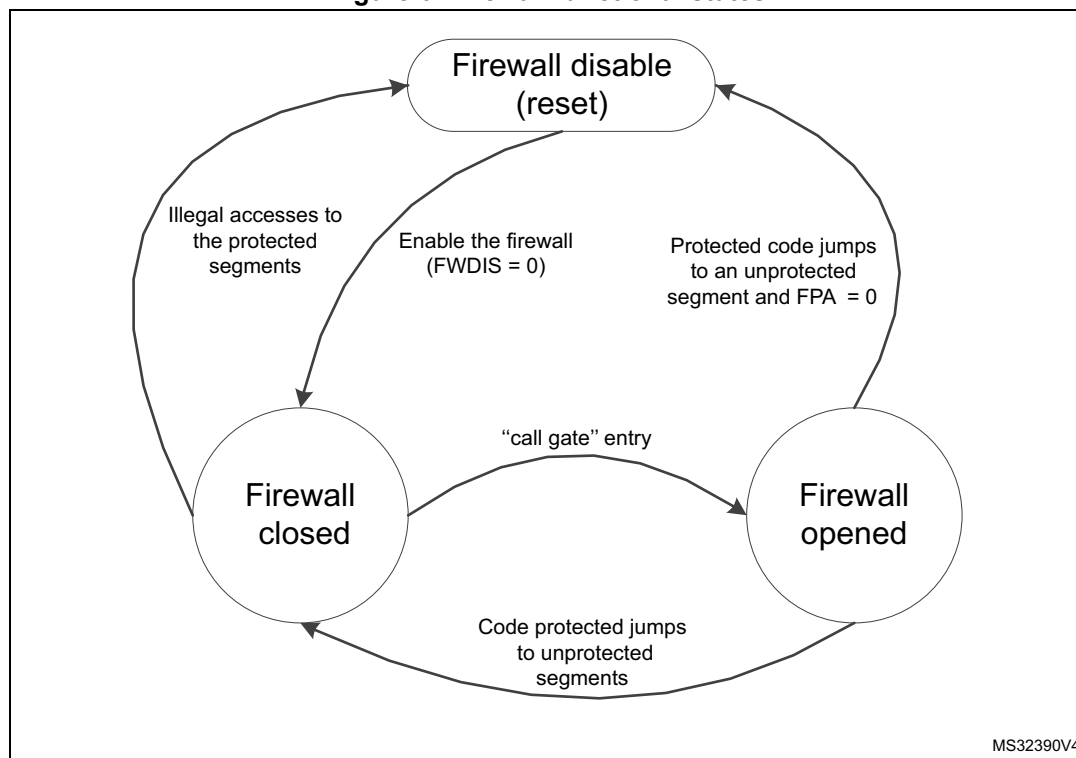 Firewall disable
(reset)
Illegal accesses to
the protected
segments
Enable the firewall
(FWDIS = 0)
Protected code jumps
to an unprotected
segment and FPA  = 0
“call gate” entry
Firewall
closed
Firewall
opened
Code protected jumps
to unprotected
segments
MS32390V4